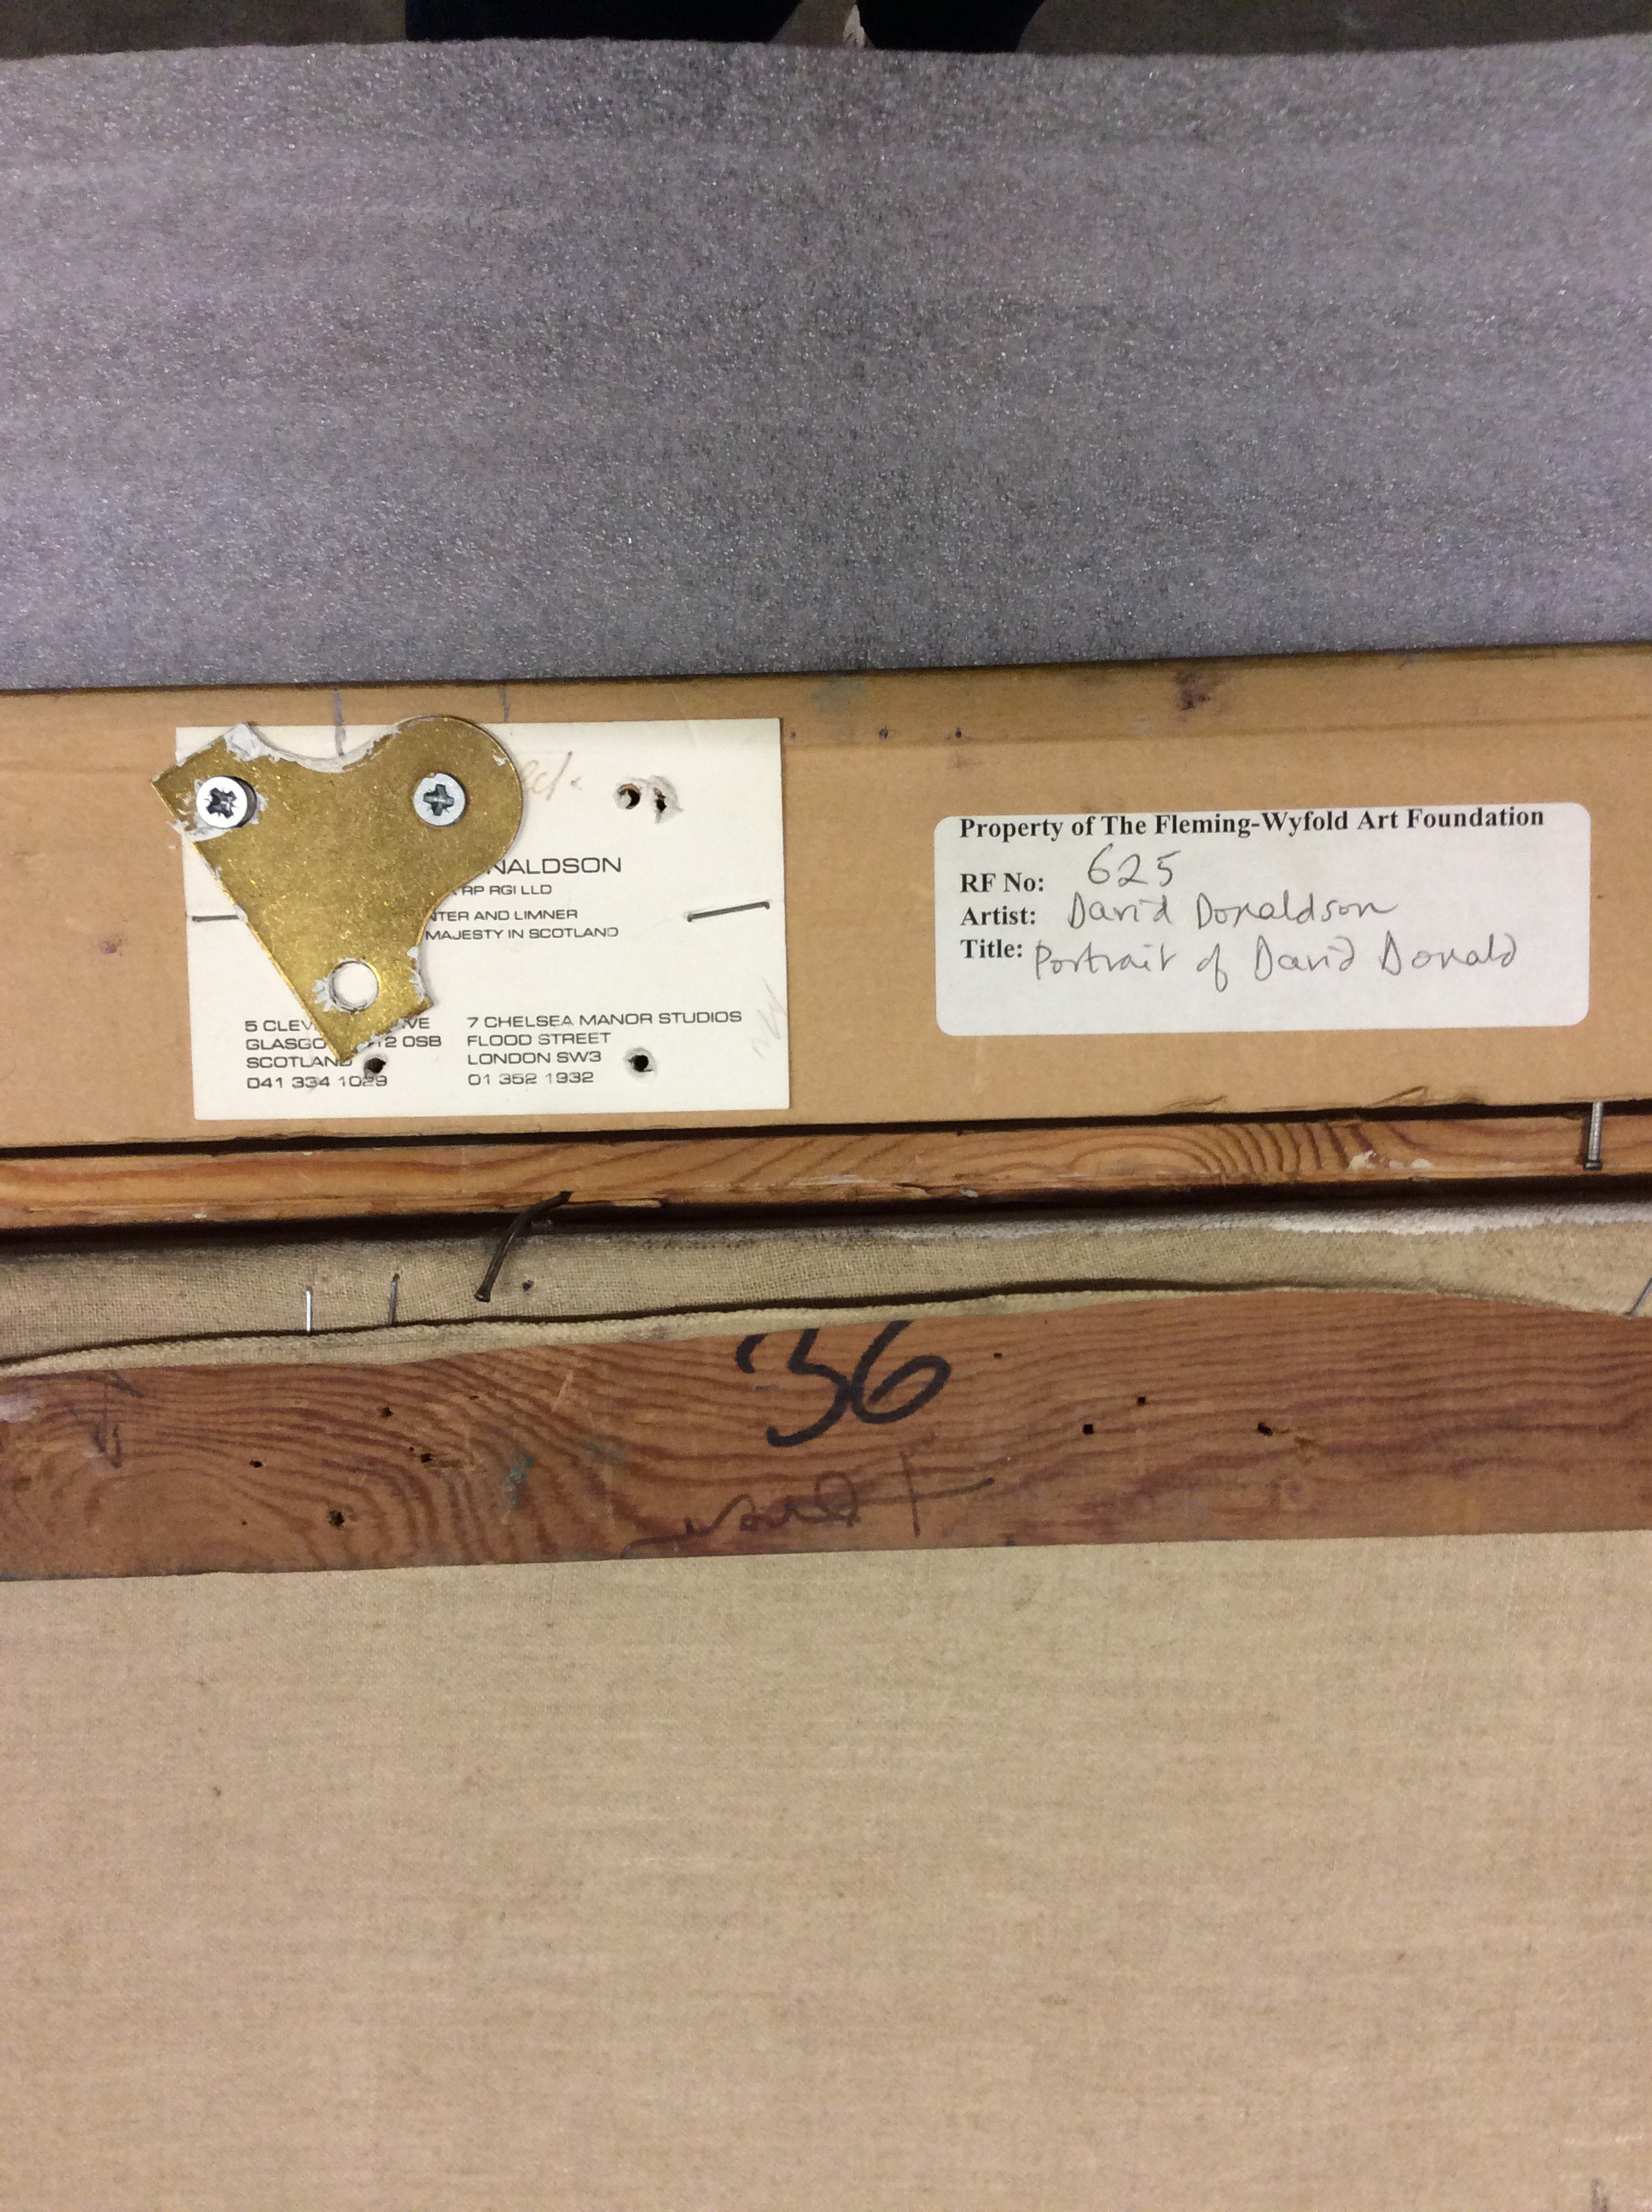 NALDSON
RP RGI LLD
NTER AND LIMNER
MAJESTY IN SCOTLAND
5 CLEV VE
GLASGO 12 0SB
SCOTLAND
041 334 1029
7 CHELSEA MANOR STUDIOS
FLOOD STREET
LONDON SW3
01 352 1932
Property of The Fleming-Wyfold Art Foundation
RF No: 625
Artist: David Donaldson
Title: Portrait of David Donald
36